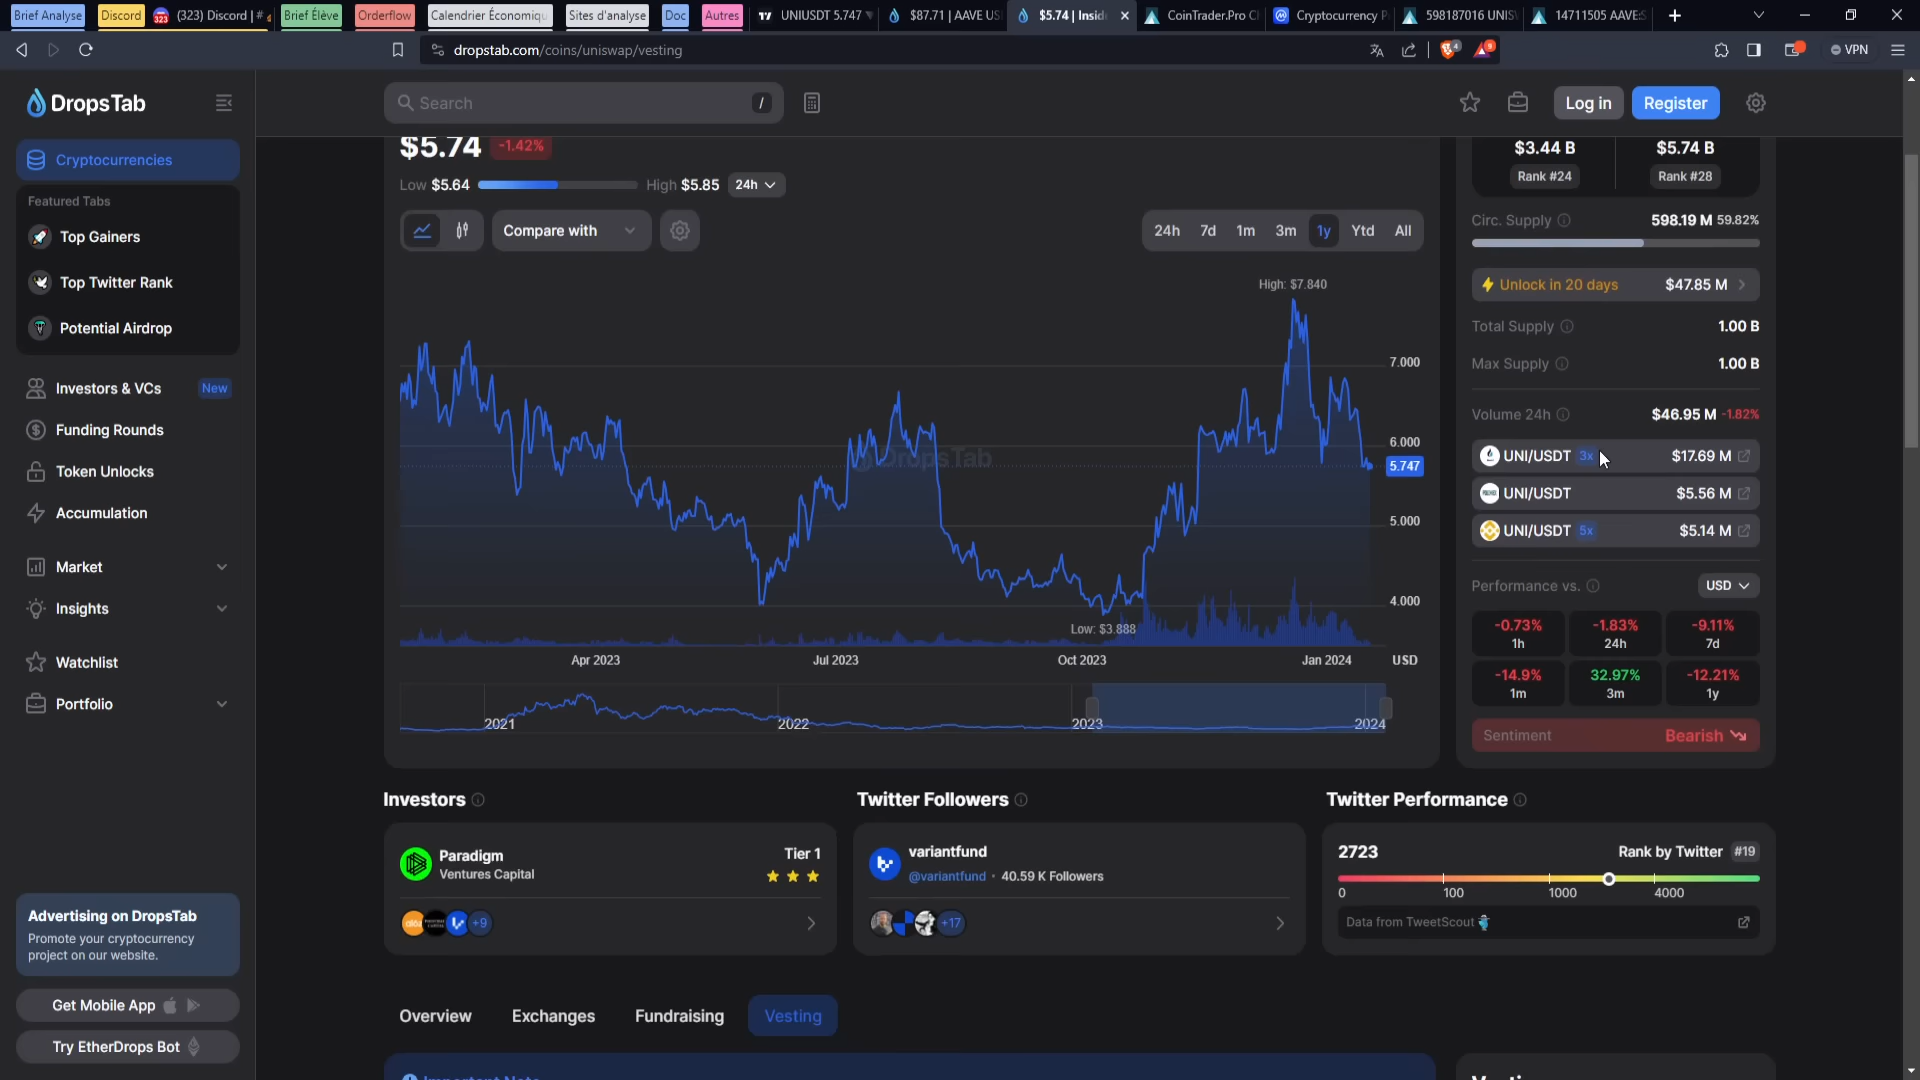 Brief Analyse
Discord
(323) Discord | #
Brief Élève
Orderflow
Calendrier Économiqu
Sites d'analyse
Doc
Autres
UNIUSDT 5.747
$87.71 | AAVE US
$5.74 | Insid
CoinTrader.Pro C
Cryptocurrency P
598187016 UNIS
14711505 AAVE:S
dropstab.com/coins/uniswap/vesting
4
9
VPN
DropsTab
Search
/
Log in
Register
Cryptocurrencies
Featured Tabs
Top Gainers
Top Twitter Rank
Potential Airdrop
Investors & VCs
New
Funding Rounds
Token Unlocks
Accumulation
Market
Insights
Watchlist
Portfolio
Advertising on DropsTab
Promote your cryptocurrency
project on our website.
Get Mobile App
Try EtherDrops Bot
$5.74
-1.42%
Low $5.64
High $5.85
24h
Compare with
24h
7d
1m
3m
1y
Ytd
All
High: $7.840
7.000
6.000
5.747
5.000
4.000
DropsTab
Low: $3.888
Apr 2023
Jul 2023
Oct 2023
Jan 2024
USD
2021
2022
2023
2024
$3.44 B
Rank #24
$5.74 B
Rank #28
Circ. Supply
598.19 M 59.82%
Unlock in 20 days
$47.85 M
Total Supply
1.00 B
Max Supply
1.00 B
Volume 24h
$46.95 M -1.82%
UNI/USDT 3x
$17.69 M
UNI/USDT
$5.56 M
UNI/USDT 5x
$5.14 M
Performance vs.
USD
-0.73%
1h
-1.83%
24h
-9.11%
7d
-14.9%
1m
32.97%
3m
-12.21%
1y
Sentiment
Bearish
Investors
Paradigm
Ventures Capital
Tier 1
+9
Twitter Followers
variantfund
@variantfund • 40.59 K Followers
+17
Twitter Performance
2723
Rank by Twitter #19
0
100
1000
4000
Data from TweetScout
Overview
Exchanges
Fundraising
Vesting